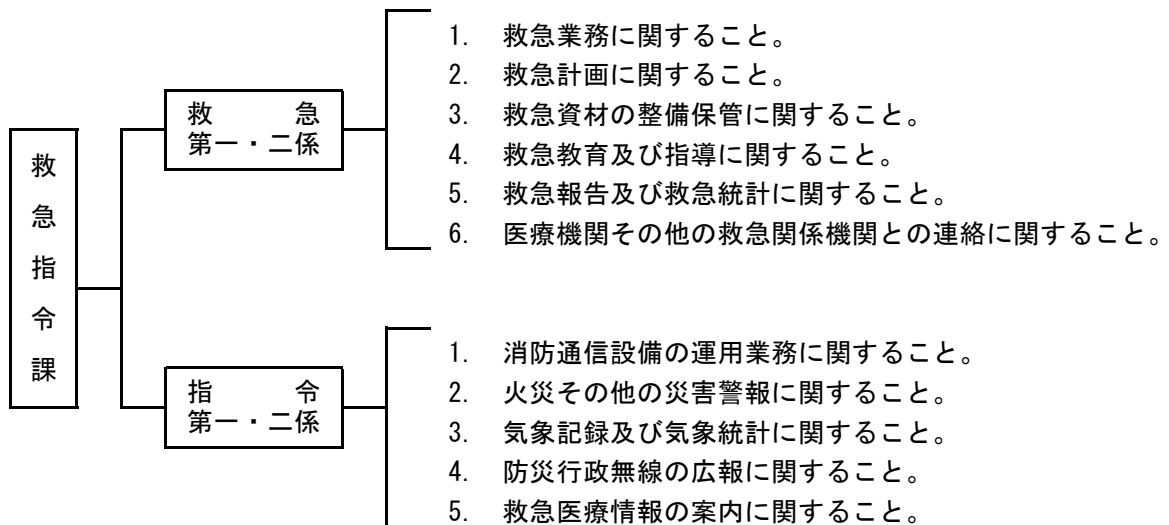 救急指令課
救　　　急
第一・二係
1.　救急業務に関すること。
2.　救急計画に関すること。
3.　救急資材の整備保管に関すること。
4.　救急教育及び指導に関すること。
5.　救急報告及び救急統計に関すること。
6.　医療機関その他の救急関係機関との連絡に関すること。
指　　　令
第一・二係
1.　消防通信設備の運用業務に関すること。
2.　火災その他の災害警報に関すること。
3.　気象記録及び気象統計に関すること。
4.　防災行政無線の広報に関すること。
5.　救急医療情報の案内に関すること。